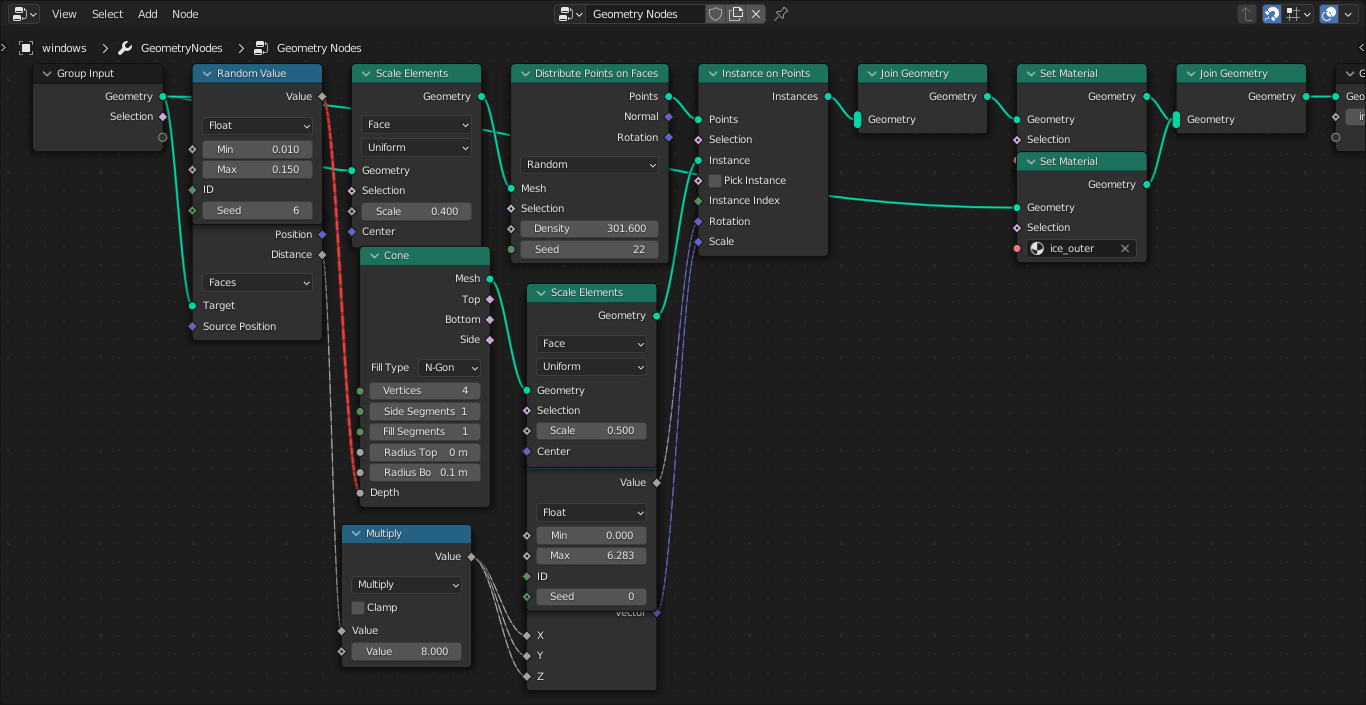 View Select Add Node
Geometry Nodes
windows > GeometryNodes > Geometry Nodes
Group Input
Geometry
Selection
Random Value
Value
Float
Min 0.010
Max 0.150
ID
Seed 6
Position
Distance
Faces
Target
Source Position
Scale Elements
Geometry
Face
Uniform
Geometry
Selection
Scale 0.400
Center
Cone
Mesh
Top
Bottom
Side
Fill Type N-Gon
Vertices 4
Side Segments 1
Fill Segments 1
Radius Top 0 m
Radius Bo 0.1 m
Depth
Multiply
Value
Multiply
Clamp
Value
Value 8.000
Distribute Points on Faces
Points
Normal
Rotation
Random
Mesh
Selection
Density 301.600
Seed 22
Scale Elements
Geometry
Face
Uniform
Geometry
Selection
Scale 0.500
Center
Value
Float
Min 0.000
Max 6.283
ID
Seed 0
Vector
X
Y
Z
Instance on Points
Instances
Points
Selection
Instance
Pick Instance
Instance Index
Rotation
Scale
Join Geometry
Geometry
Geometry
Set Material
Geometry
Geometry
Selection
Set Material
Geometry
Geometry
Selection
ice_outer
Join Geometry
Geometry
Geometry
G
Geo
in